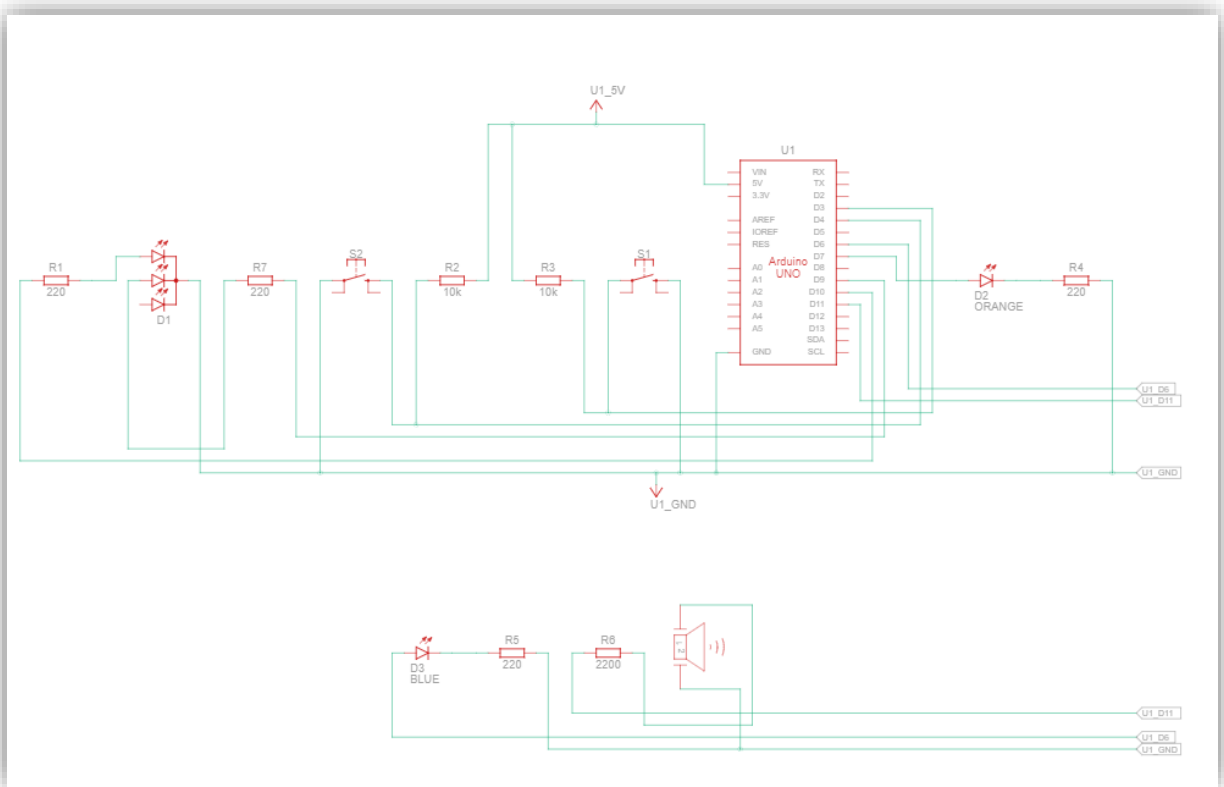 U1_5V
U1
VIN
5V
3.3V
AREF
IOREF
RES
A0
A1
A2
A3
A4
A5
GND
Arduino
UNO
RX
TX
D2
D3
D4
D5
D6
D7
D8
D9
D10
D11
D12
D13
SDA
SCL
R1
220
D1
R7
220
S2
R2
10k
R3
10k
S1
D2
ORANGE
R4
220
U1_D6
U1_D11
U1_GND
U1_GND
D3
BLUE
R5
220
R6
2200
1
2
U1_D11
U1_D6
U1_GND